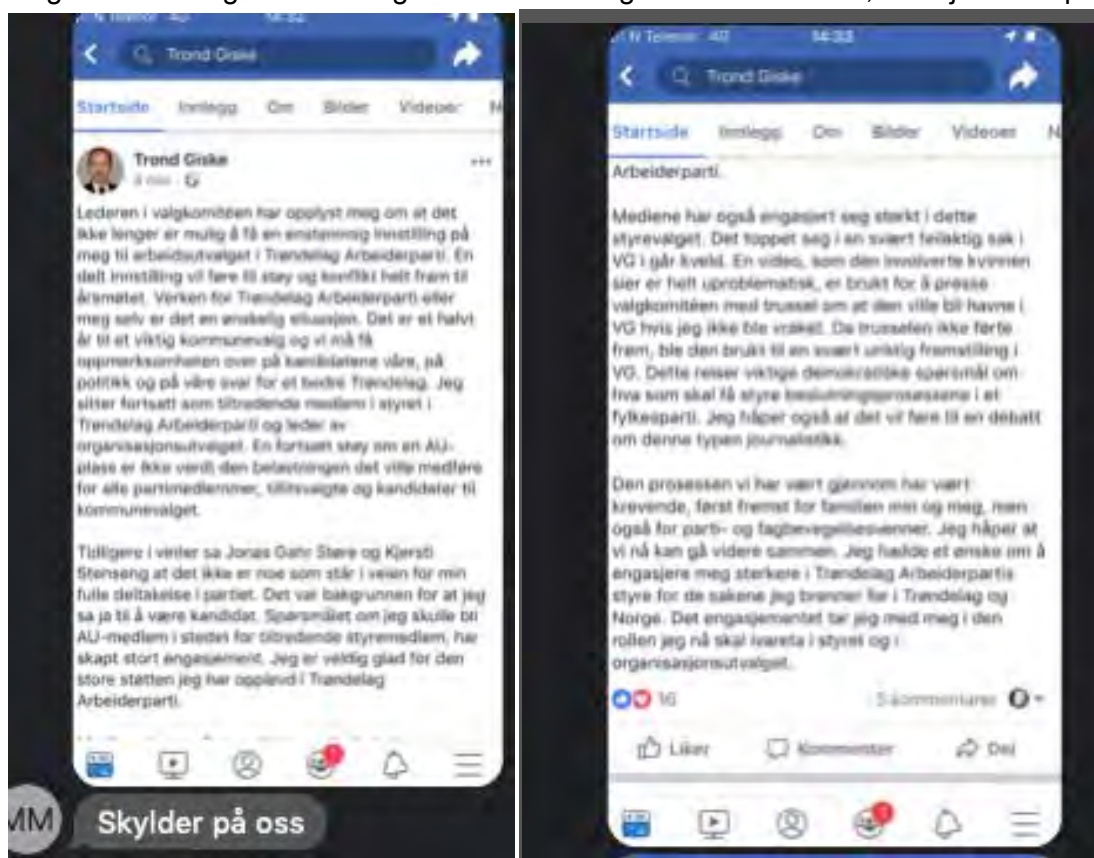 Telenor 4G 14:32
Trond Giske
Startside Innlegg Om Bilder Videoer
Trond Giske
Lederen i valgkomitéen har opplyst meg om at det
ikke lenger er mulig å få en enstemmig innstilling på
meg til arbeidsutvalget i Trøndelag Arbeiderparti. En
delt innstilling vil føre til støy og konflikt helt frem til
årsmøtet. Verken for Trøndelag Arbeiderparti eller
meg selv er det en ønskelig situasjon. Det er et halvt
år til et viktig kommunevalg og vi må få
oppmerksomheten over på kandidatene våre, på
politikk og på våre svar for et bedre Trøndelag. Jeg
sitter fortsatt som tiltredende medlem i styret i
Trøndelag Arbeiderparti og leder av
organisasjonsutvalget. En fortsatt støy om en AU-
plass er ikke verdt den belastningen det ville medføre
for alle partimedlemmer, tillitsvalgte og kandidater til
kommunevalget.
Tidligere i vinter sa Jonas Gahr Støre og Kjersti
Stenseng at det ikke er noe som står i veien for min
fulle deltakelse i partiet. Det var bakgrunnen for at jeg
sa ja til å være kandidat. Spørsmålet om jeg skulle bli
AU-medlem i stedet for tiltredende styremedlem, har
skapt stort engasjement. Jeg er veldig glad for den
store støtten jeg har opplevd i Trøndelag
Arbeiderparti.
MM
Skylder på oss
Telenor 4G 14:33
Trond Giske
Startside Innlegg Om Bilder Videoer N
Arbeiderparti.
Mediene har også engasjert seg sterkt i dette
styrevalget. Det toppet seg i en svært feilaktig sak i
VG i går kveld. En video, som den involverte kvinnen
sier er helt uproblematisk, er brukt for å presse
valgkomitéen med trussel om at den ville bli havne i
VG hvis jeg ikke ble vraket. Da trusselen ikke førte
frem, ble den brukt til en svært uriktig fremstilling i
VG. Dette reiser viktige demokratiske spørsmål om
hva som skal få styre beslutningsprosessene i et
fylkesparti. Jeg håper også at det vil føre til en debatt
om denne typen journalistikk.
Den prosessen vi har vært gjennom har vært
krevende, først fremst for familien min og meg, men
også for parti- og fagbevegelsesvenner. Jeg håper at
vi nå kan gå videre sammen. Jeg hadde et ønske om å
engasjere meg sterkere i Trøndelag Arbeiderpartis
styre for de sakene jeg brenner for i Trøndelag og
Norge. Det engasjementet tar jeg med meg i den
rollen jeg nå skal ivareta i styret og i
organisasjonsutvalget.
16 5 kommentarer
Liker Kommenter Del